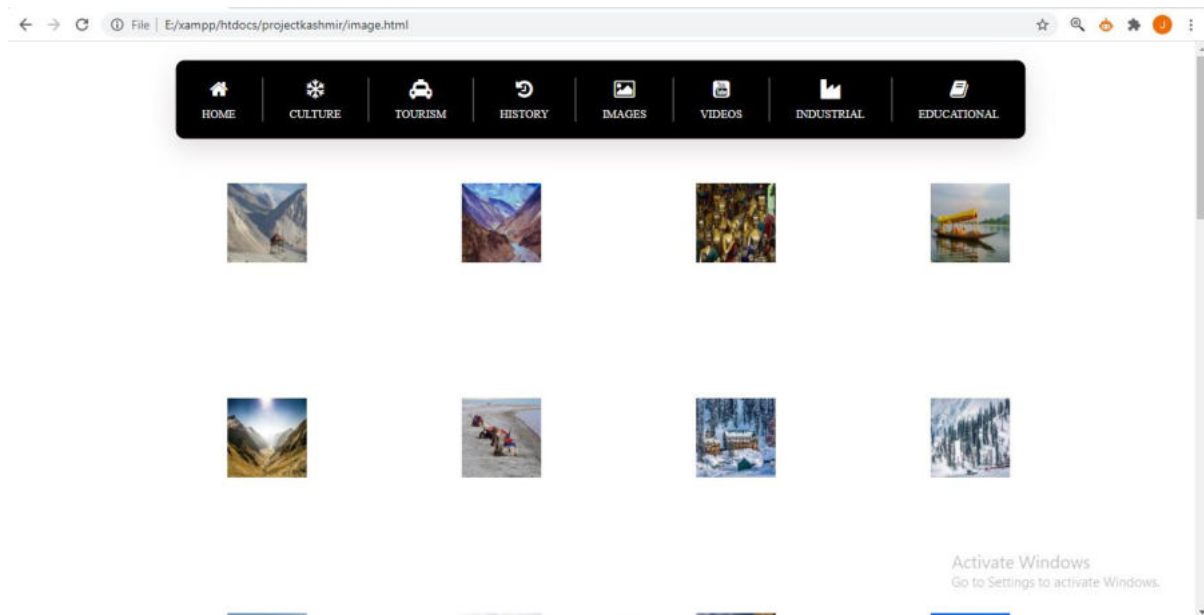 File | E:/xampp/htdocs/projectkashmir/image.html
J
HOME CULTURE TOURISM HISTORY IMAGES VIDEOS INDUSTRIAL EDUCATIONAL
Activate Windows
Go to Settings to activate Windows.